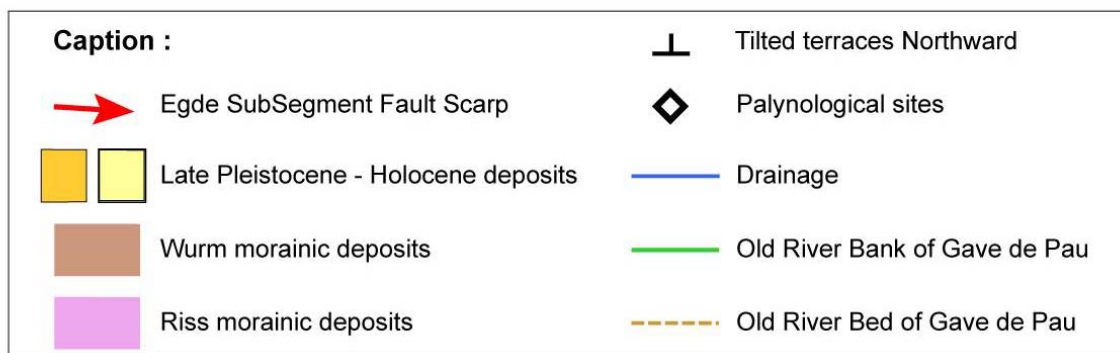 Caption :
Egde SubSegment Fault Scarp
Late Pleistocene - Holocene deposits
Wurm morainic deposits
Riss morainic deposits
Tilted terraces Northward
Palynological sites
Drainage
Old River Bank of Gave de Pau
Old River Bed of Gave de Pau